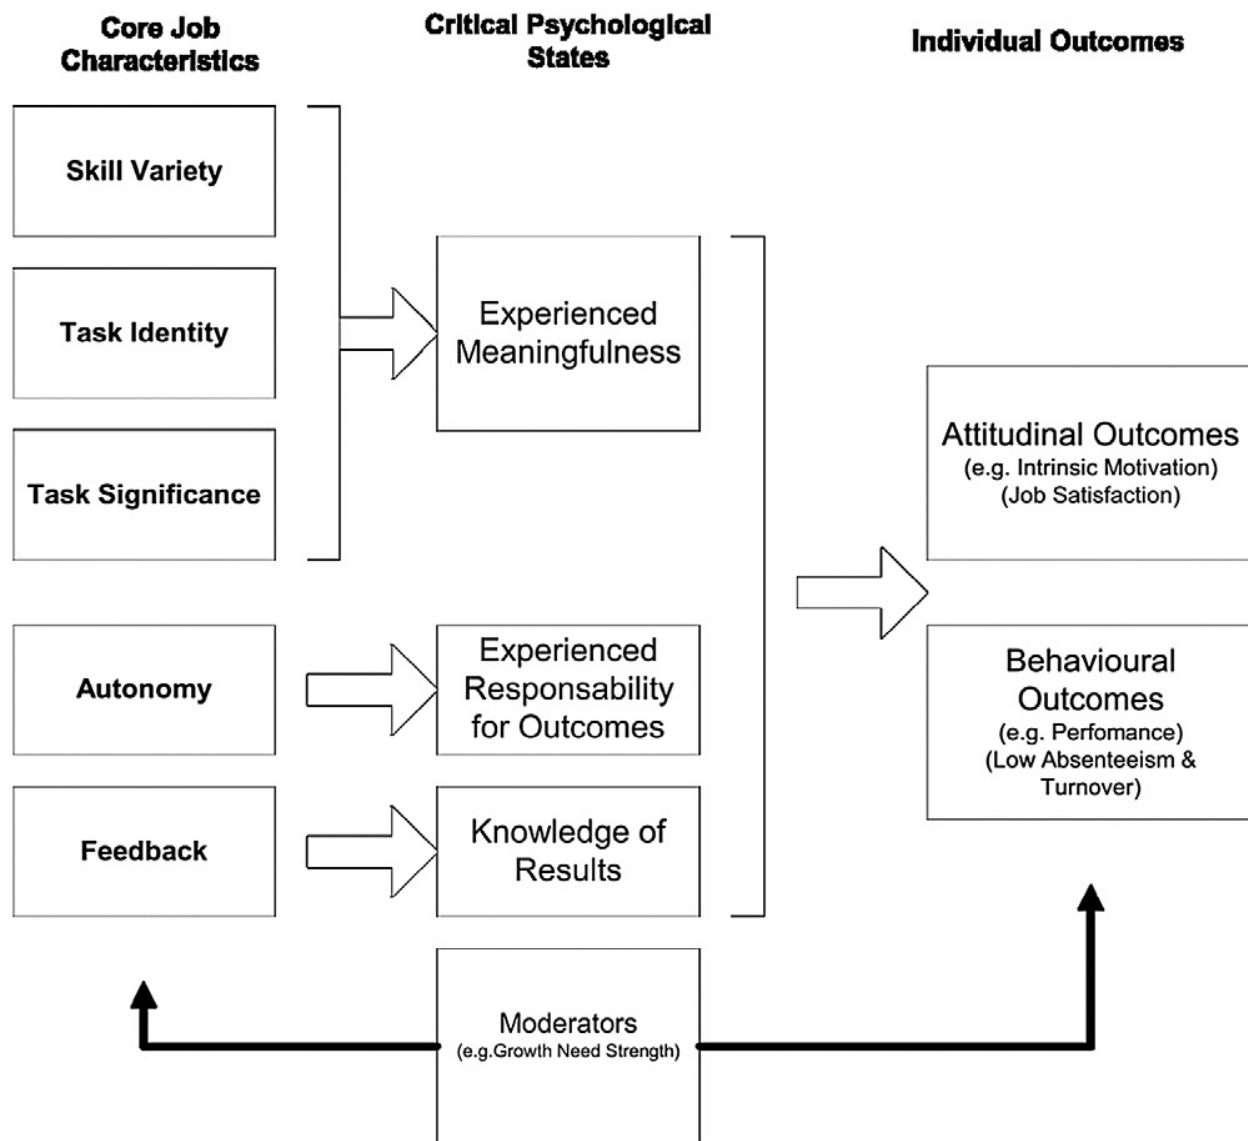 Core Job
Characteristics
Critical Psychological
States
Individual Outcomes
Skill Variety
Task Identity
Task Significance
Autonomy
Feedback
Experienced
Meaningfulness
Experienced
Responsability
for Outcomes
Knowledge of
Results
Moderators
(e.g.Growth Need Strength)
Attitudinal Outcomes
(e.g. Intrinsic Motivation)
(Job Satisfaction)
Behavioural
Outcomes
(e.g. Perfomance)
(Low Absenteeism &
Turnover)